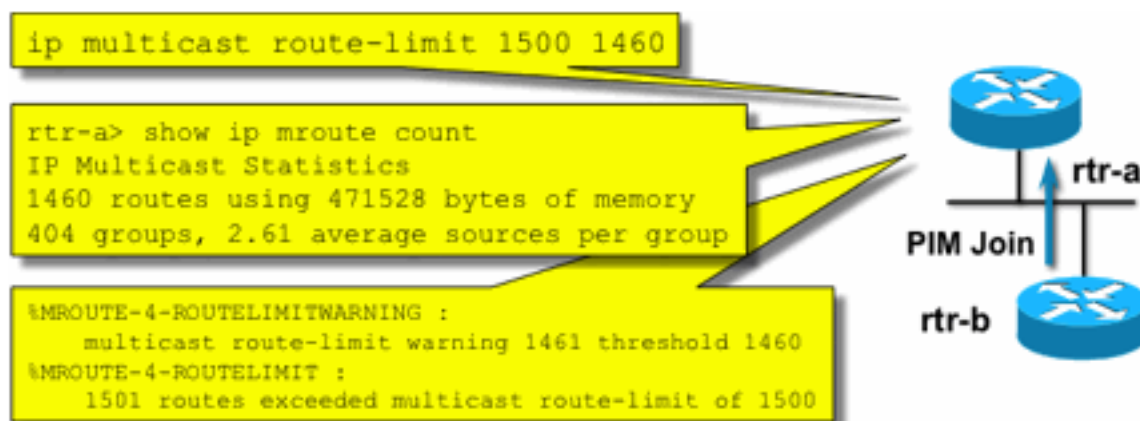 ip multicast route-limit 1500 1460
rtr-a> show ip mroute count
IP Multicast Statistics
1460 routes using 471528 bytes of memory
404 groups, 2.61 average sources per group
%MROUTE-4-ROUTELIMITWARNING :
multicast route-limit warning 1461 threshold 1460
%MROUTE-4-ROUTELIMIT :
1501 routes exceeded multicast route-limit of 1500
rtr-a
PIM Join
rtr-b